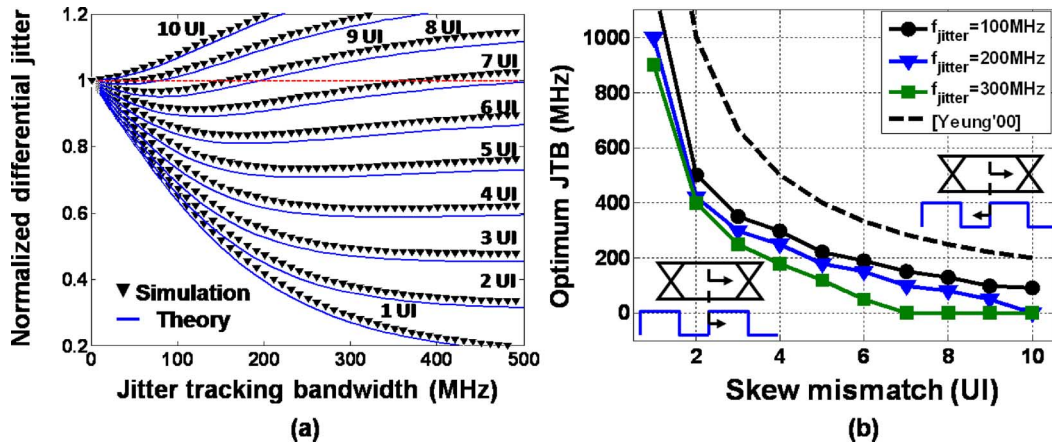 Normalized differential jitter
1.2
1
0.8
0.6
0.4
0.2
10 UI
9 UI
8 UI
7 UI
6 UI
5 UI
4 UI
3 UI
2 UI
1 UI
Simulation
Theory
0
100
200
300
400
500
Jitter tracking bandwidth (MHz)
(a)
Optimum JTB (MHz)
1000
800
600
400
200
0
fjitter=100MHz
fjitter=200MHz
fjitter=300MHz
[Yeung'00]
2
4
6
8
10
Skew mismatch (UI)
(b)